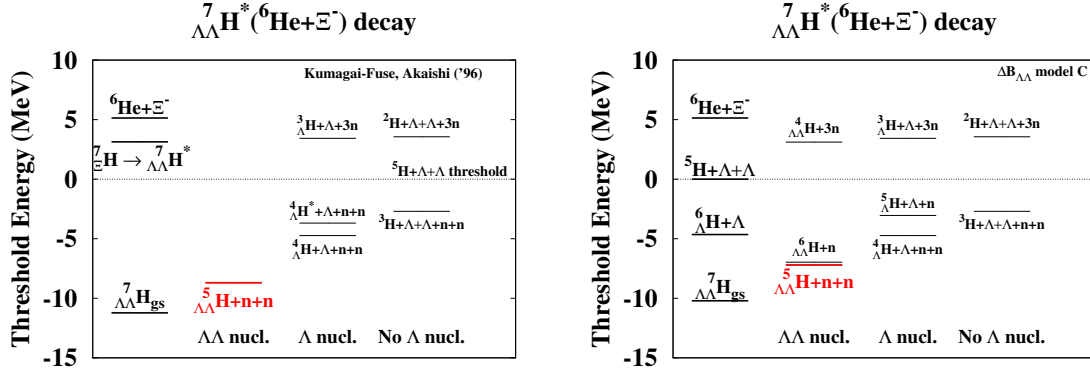 ⁷ΛΛH*(⁶He+Ξ⁻) decay
Threshold Energy (MeV)
10
5
0
-5
-10
-15
Kumagai-Fuse, Akaishi ('96)
⁶He+Ξ⁻
⁷ΞH → ⁷ΛΛH*
³ΛH+Λ+3n
²H+Λ+Λ+3n
⁵H+Λ+Λ threshold
⁴ΛH*+Λ+n+n
³H+Λ+Λ+n+n
⁴ΛH+Λ+n+n
⁷ΛΛHgs
⁵ΛΛH+n+n
ΛΛ nucl.
Λ nucl.
No Λ nucl.
⁷ΛΛH*(⁶He+Ξ⁻) decay
Threshold Energy (MeV)
10
5
0
-5
-10
-15
ΔBΛΛ model C
⁶He+Ξ⁻
⁴ΛΛH+3n
³ΛH+Λ+3n
²H+Λ+Λ+3n
⁵H+Λ+Λ
⁶ΛH+Λ
⁵ΛH+Λ+n
³H+Λ+Λ+n+n
⁴ΛH+Λ+n+n
⁶ΛΛH+n
⁵ΛΛH+n+n
⁷ΛΛHgs
ΛΛ nucl.
Λ nucl.
No Λ nucl.